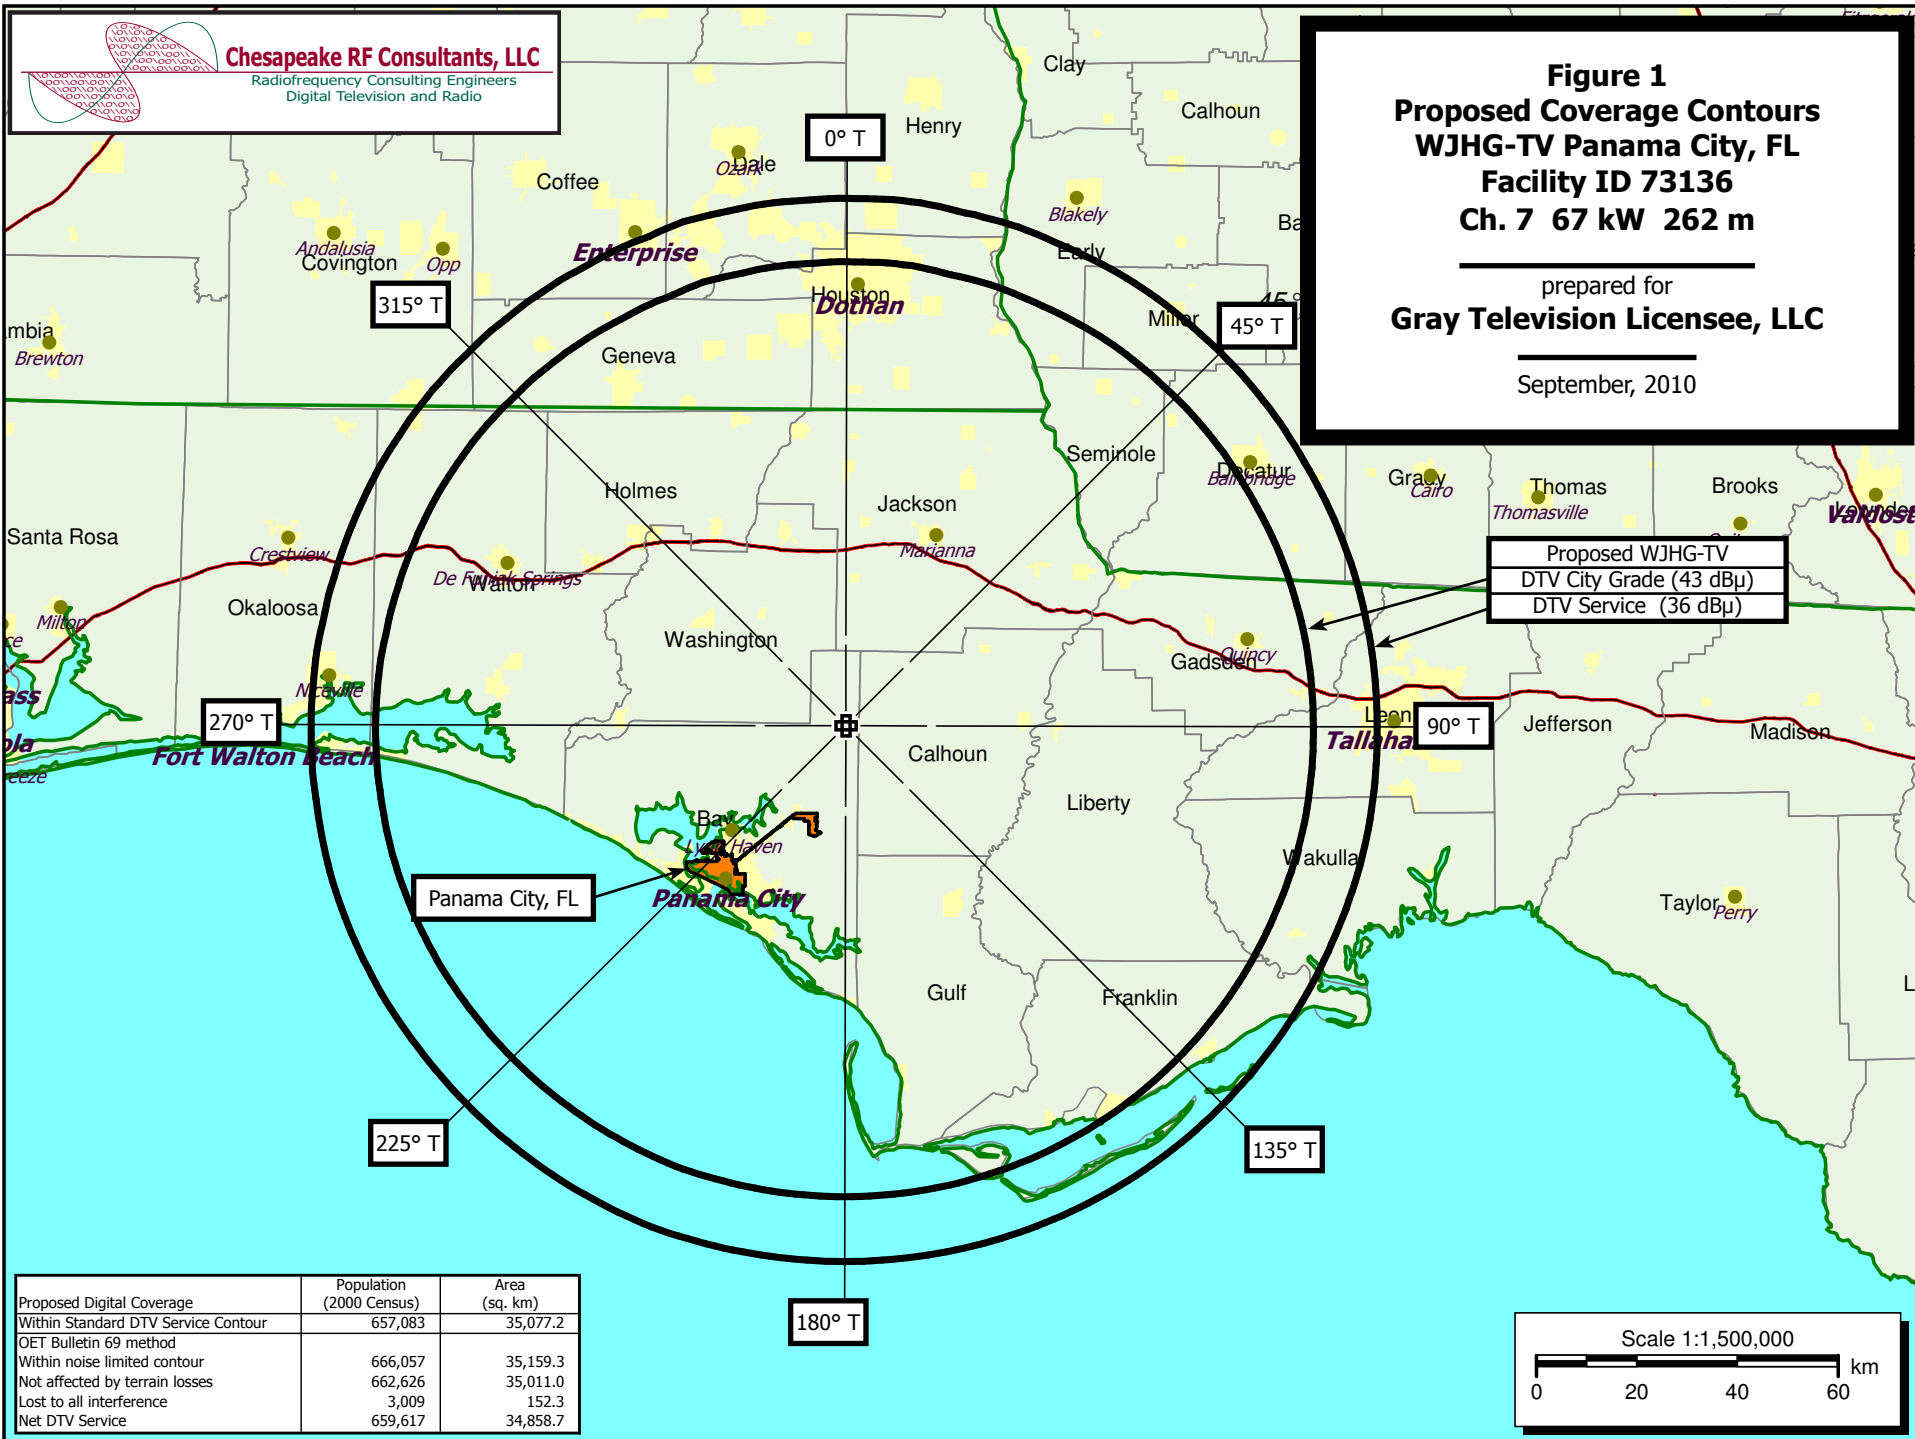 Chesapeake RF Consultants, LLC
Radiofrequency Consulting Engineers
Digital Television and Radio
Figure 1
Proposed Coverage Contours
WJHG-TV Panama City, FL
Facility ID 73136
Ch. 7 67 kW 262 m
prepared for
Gray Television Licensee, LLC
September, 2010
Clay
Calhoun
Henry
0° T
Coffee
Dale
Ozark
Blakely
Early
Andalusia
Covington
Opp
Enterprise
315° T
Houston
Dothan
Miller
45° T
Brewton
Geneva
Seminole
Decatur
Bainbridge
Grady
Cairo
Thomas
Thomasville
Brooks
Holmes
Jackson
Marianna
Santa Rosa
Crestview
De Funiak Springs
Walton
Proposed WJHG-TV
DTV City Grade (43 dBµ)
DTV Service (36 dBµ)
Okaloosa
Milton
Washington
Gadsden
Quincy
Niceville
270° T
Fort Walton Beach
Leon
90° T
Jefferson
Madison
Calhoun
Liberty
Bay
Lynn Haven
Wakulla
Panama City, FL
Panama City
Taylor
Perry
Gulf
Franklin
225° T
135° T
180° T
Proposed Digital Coverage Population (2000 Census) Area (sq. km)
Within Standard DTV Service Contour 657,083 35,077.2
OET Bulletin 69 method
Within noise limited contour 666,057 35,159.3
Not affected by terrain losses 662,626 35,011.0
Lost to all interference 3,009 152.3
Net DTV Service 659,617 34,858.7
Scale 1:1,500,000
km
0 20 40 60